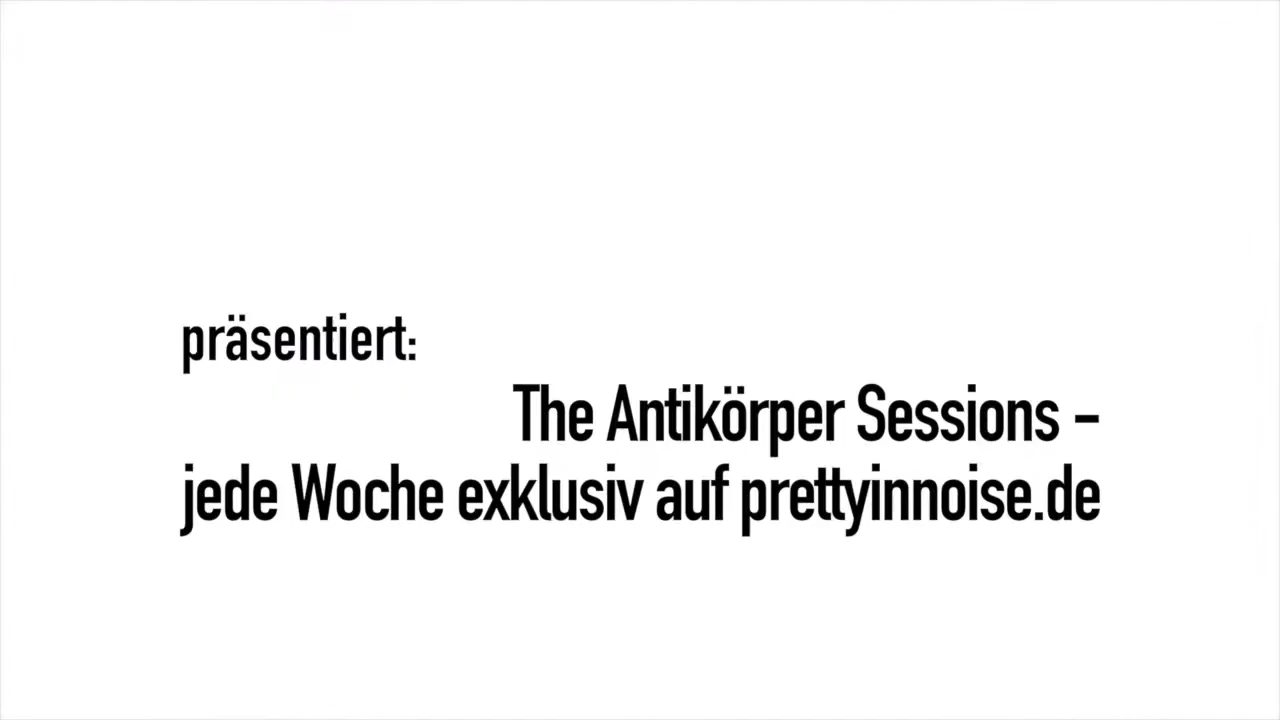 präsentiert:
The Antikörper Sessions –
jede Woche exklusiv auf prettyinnoise.de